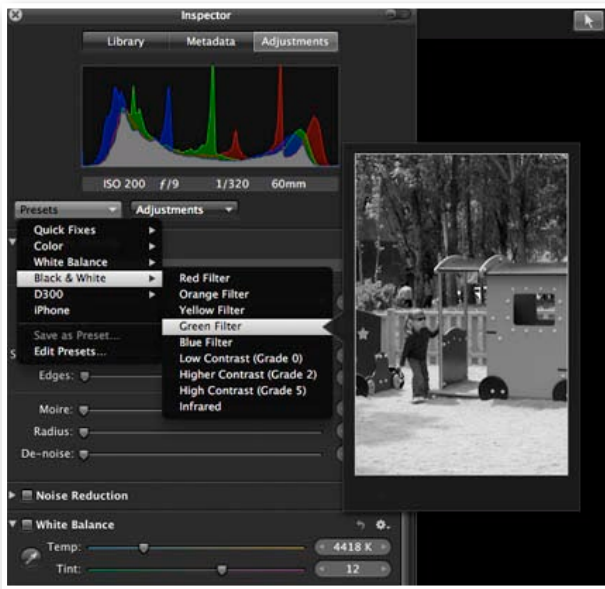 Inspector
Library Metadata Adjustments
ISO 200 f/9 1/320 60mm
Presets Adjustments
Quick Fixes
Color
White Balance
Black & White
D300
iPhone
Save as Preset...
Edit Presets...
Red Filter
Orange Filter
Yellow Filter
Green Filter
Blue Filter
Low Contrast (Grade 0)
Higher Contrast (Grade 2)
High Contrast (Grade 5)
Infrared
Edges:
Moire:
Radius:
De-noise:
Noise Reduction
White Balance
Temp: 4418 K
Tint: 12